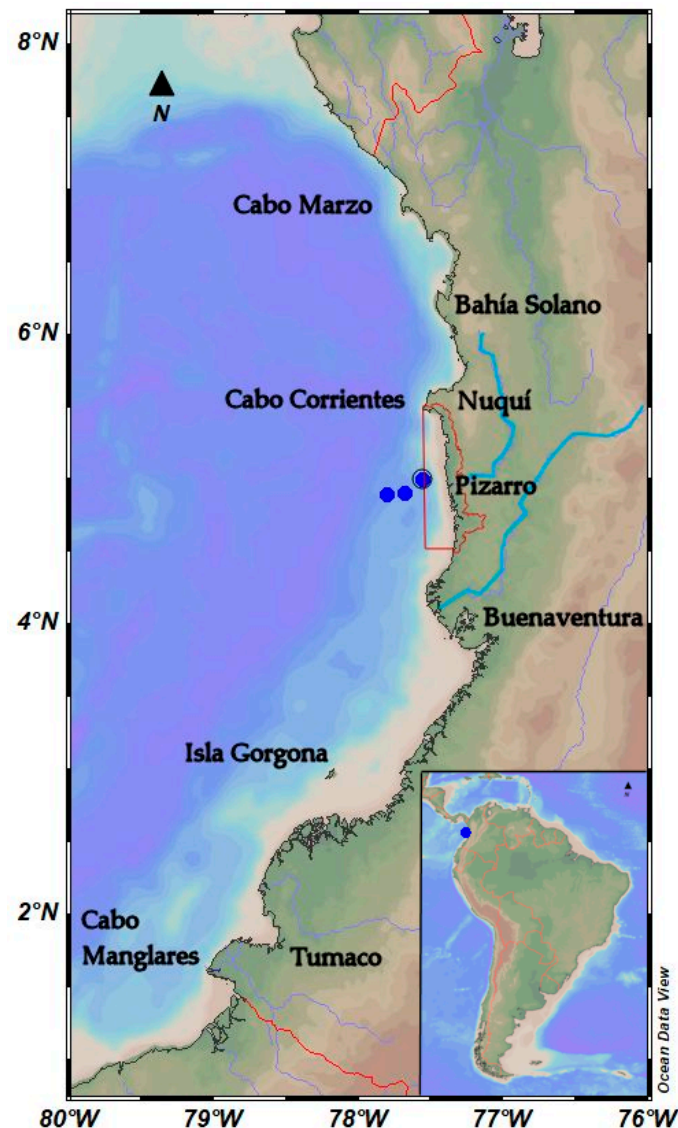 8°N
N
Cabo Marzo
Bahía Solano
6°N
Cabo Corrientes
Nuquí
Pizarro
4°N
Buenaventura
Isla Gorgona
2°N
Cabo
Manglares
Tumaco
Ocean Data View
80°W
79°W
78°W
77°W
76°W